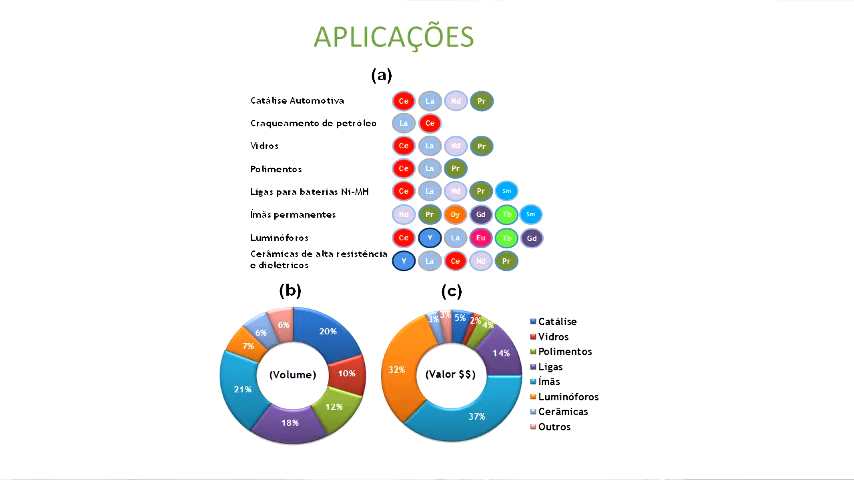 APLICAÇÕES
(a)
Catálise Automotiva Ce La Nd Pr
Craqueamento de petróleo La Ce
Vidros Ce La Nd Pr
Polimentos Ce La Pr
Ligas para baterias Ni-MH Ce La Nd Pr Sm
Ímãs permanentes Nd Pr Dy Gd Tb Sm
Luminóforos Ce Y La Eu Tb Gd
Cerâmicas de alta resistência
e dielétricos Y La Ce Nd Pr
(b) (c)
(Volume)
20%
10%
12%
18%
21%
7%
6%
6%
(Valor $$)
5%
2%
4%
14%
37%
32%
3%
3%
Catálise
Vidros
Polimentos
Ligas
Ímãs
Luminóforos
Cerâmicas
Outros